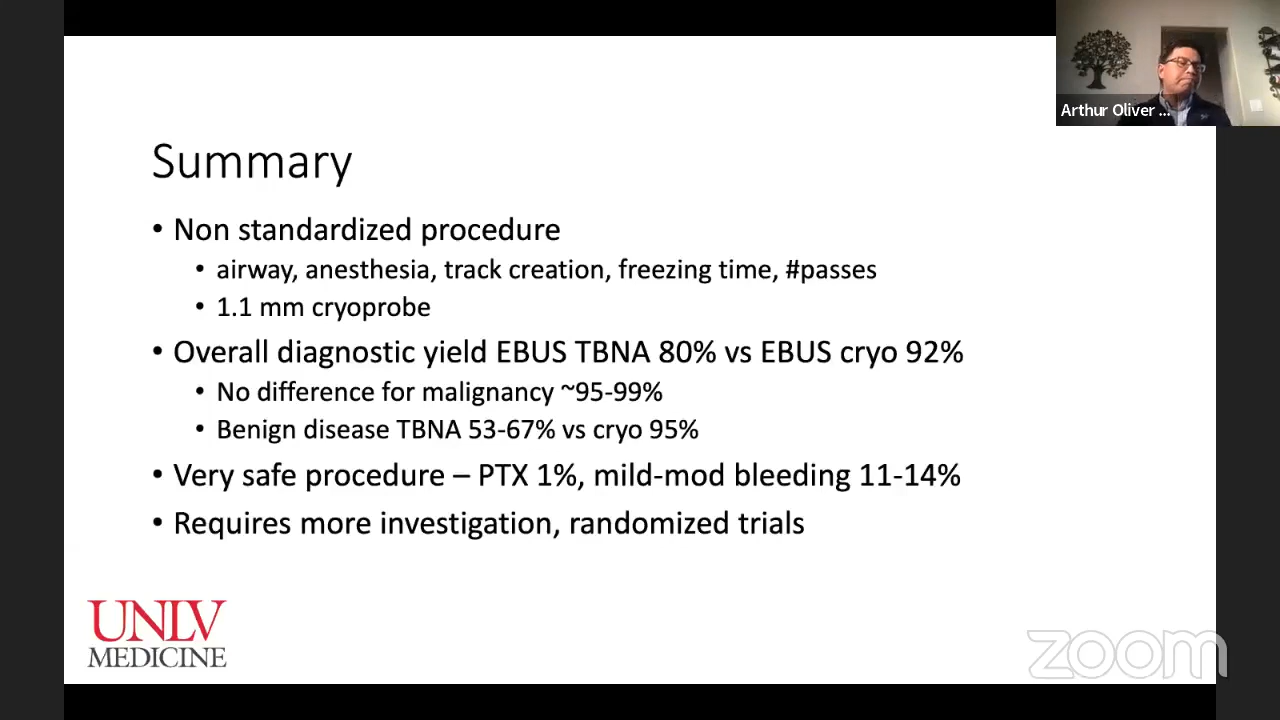 Arthur Oliver ...
Summary
• Non standardized procedure
• airway, anesthesia, track creation, freezing time, #passes
• 1.1 mm cryoprobe
• Overall diagnostic yield EBUS TBNA 80% vs EBUS cryo 92%
• No difference for malignancy ~95-99%
• Benign disease TBNA 53-67% vs cryo 95%
• Very safe procedure – PTX 1%, mild-mod bleeding 11-14%
• Requires more investigation, randomized trials
UNLV
MEDICINE
zoom